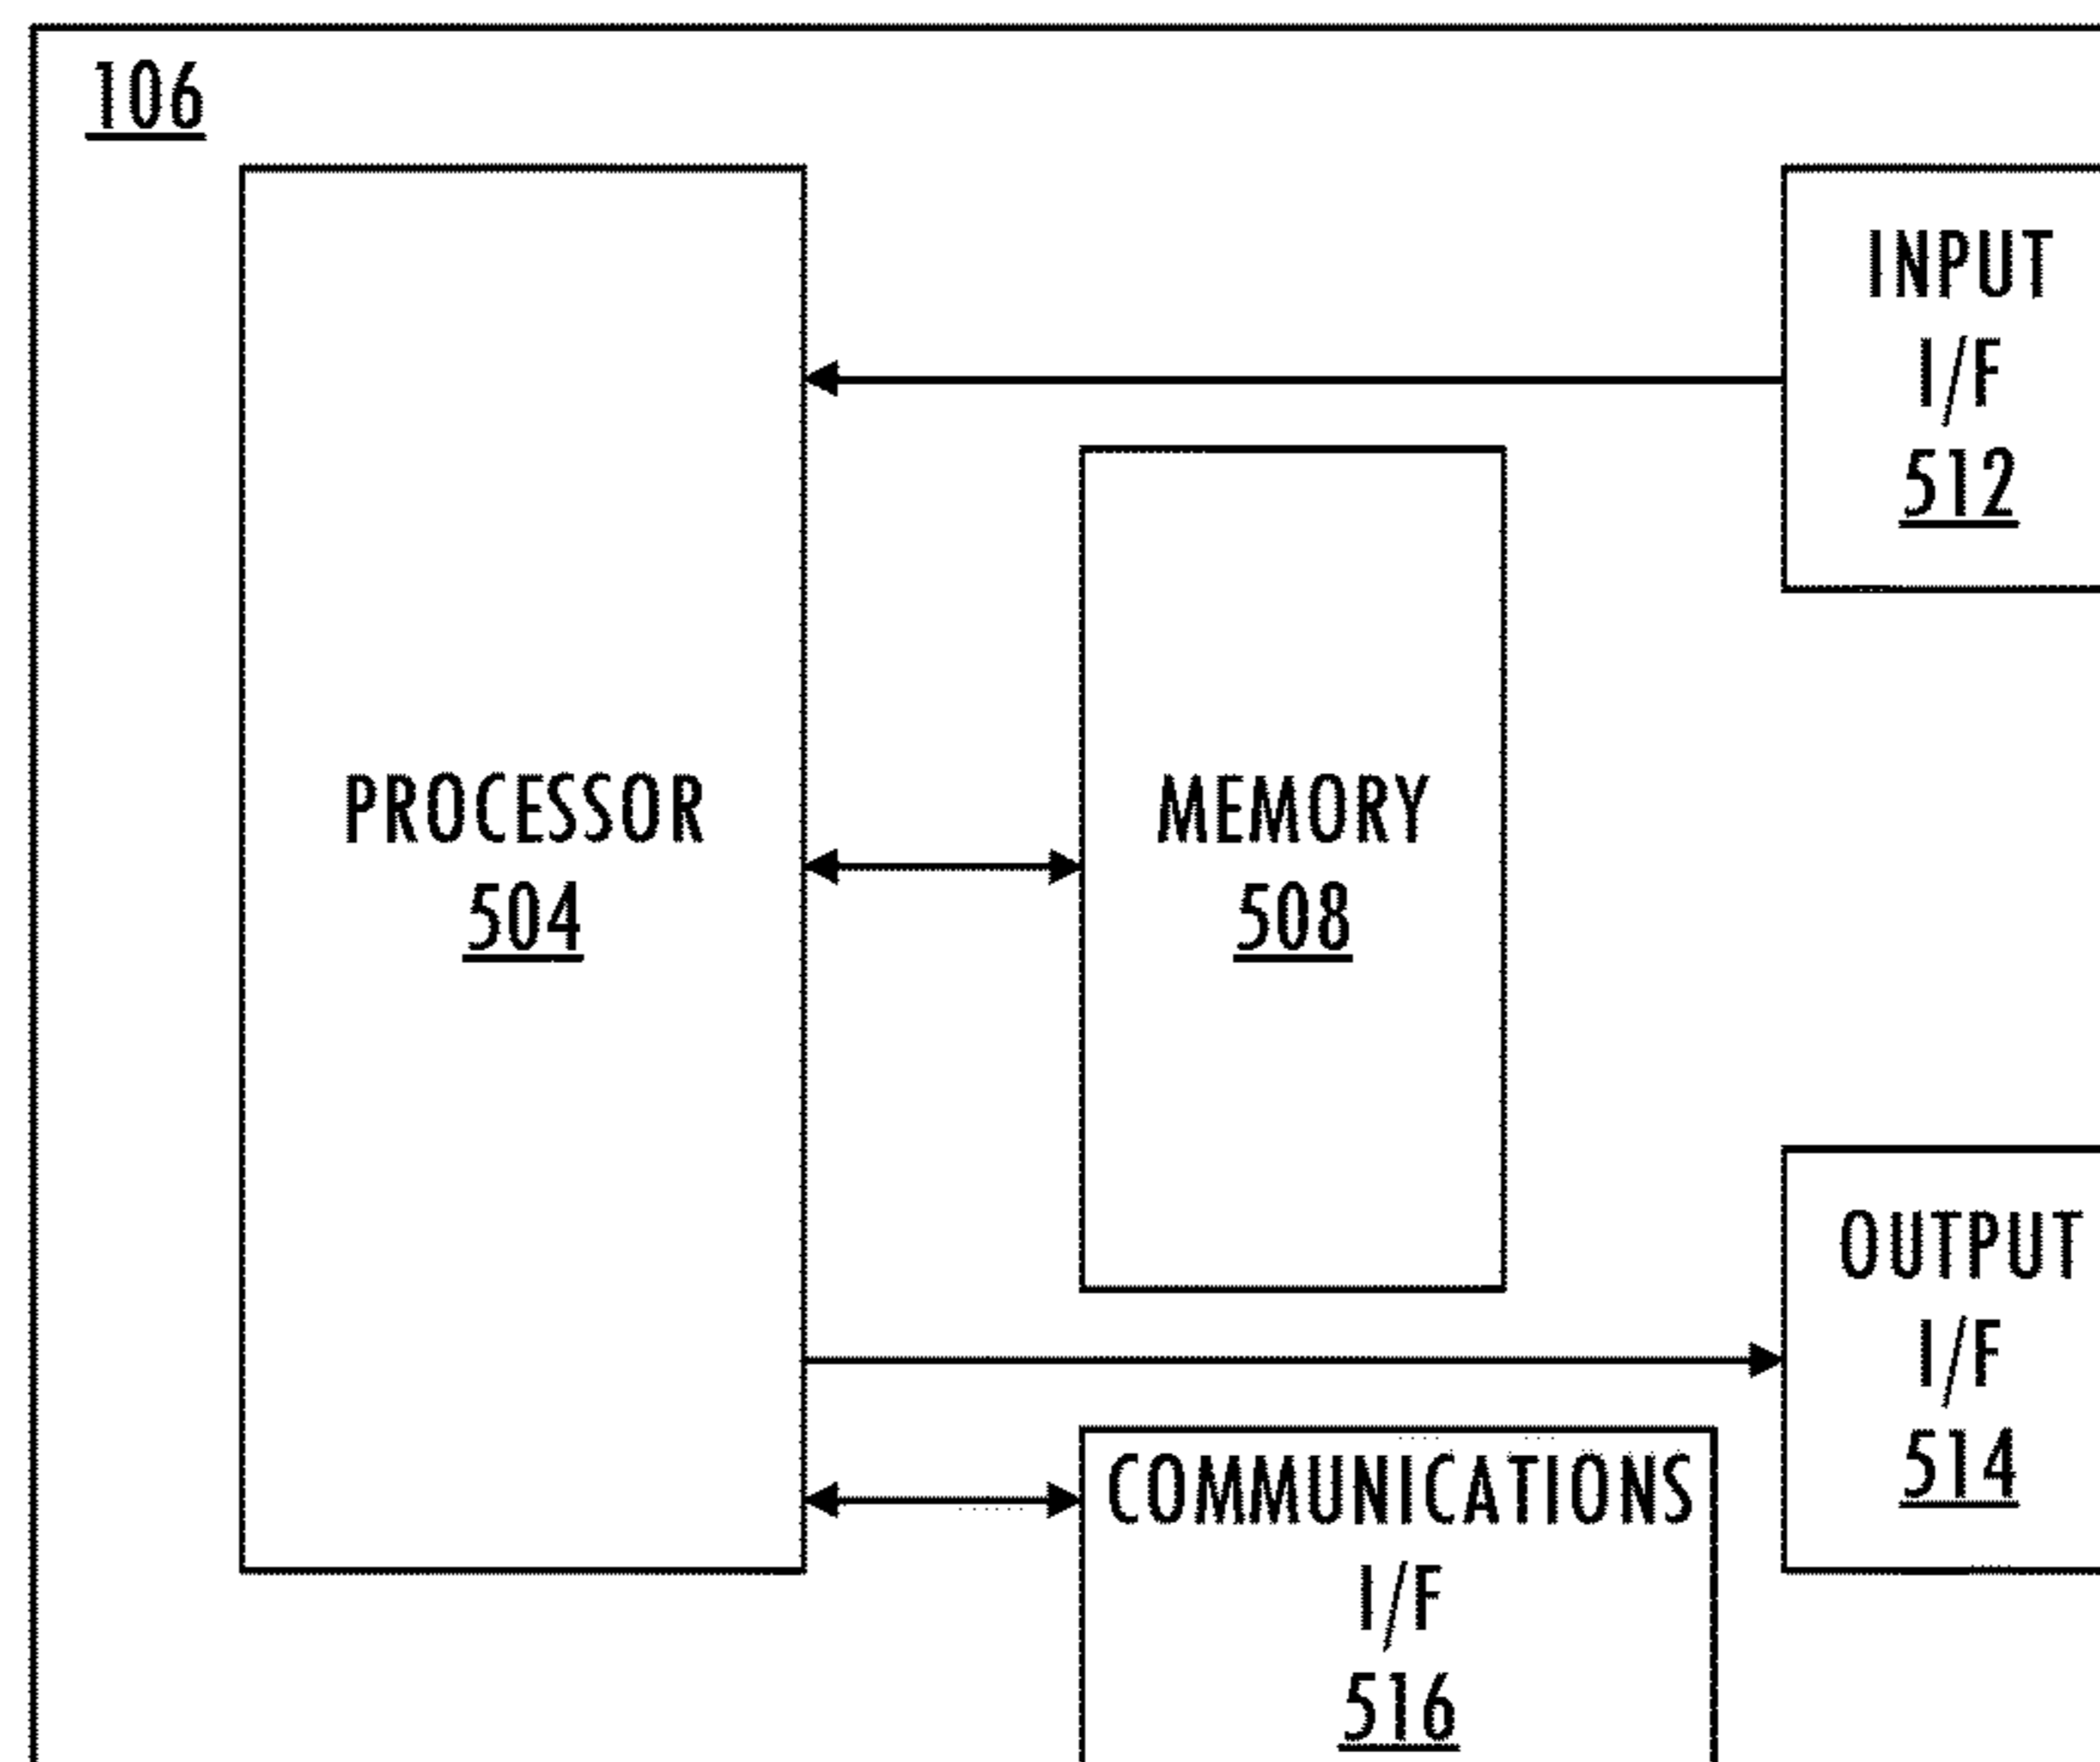 106
INPUT
I/F
512
PROCESSOR
504
MEMORY
508
OUTPUT
I/F
514
COMMUNICATIONS
I/F
516